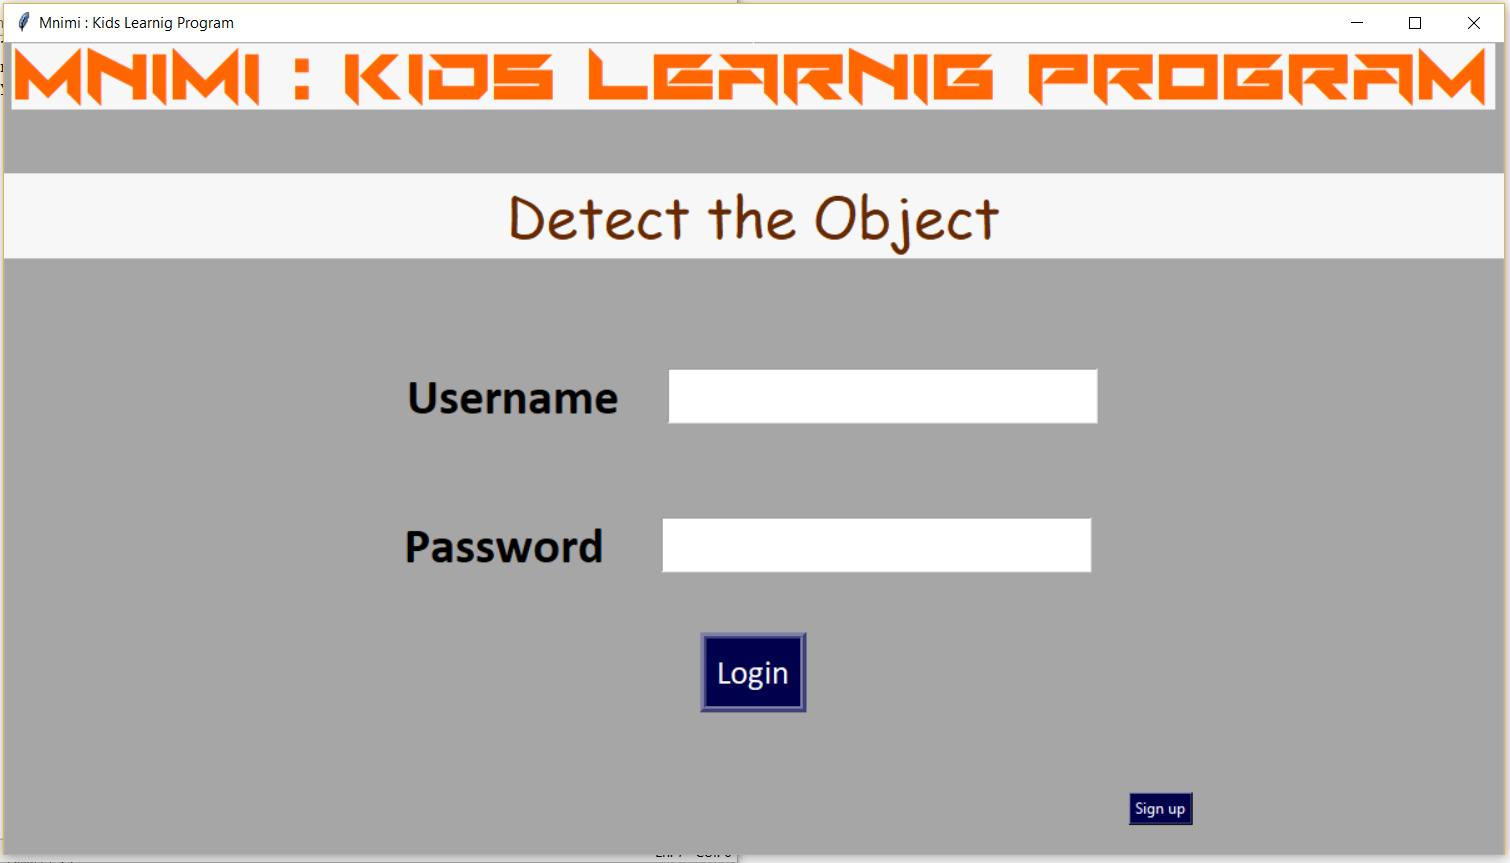 Mnimi : Kids Learnig Program
MNIMI : KIDS LEARNIG PROGRAM
Detect the Object
Username
Password
Login
Sign up